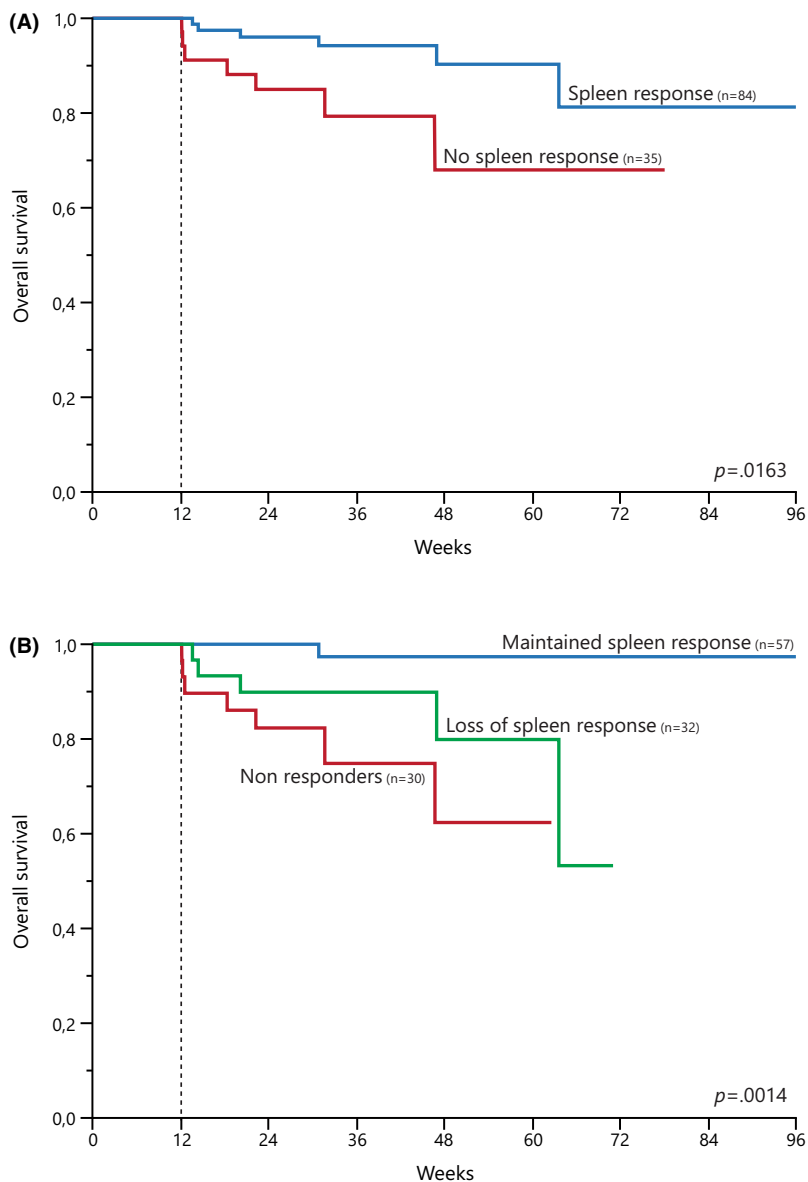 (A)
1,0
0,8
0,6
0,4
0,2
0,0
Overall survival
Spleen response (n=84)
No spleen response (n=35)
p=.0163
0 12 24 36 48 60 72 84 96
Weeks
(B)
1,0
0,8
0,6
0,4
0,2
0,0
Overall survival
Maintained spleen response (n=57)
Loss of spleen response (n=32)
Non responders (n=30)
p=.0014
0 12 24 36 48 60 72 84 96
Weeks